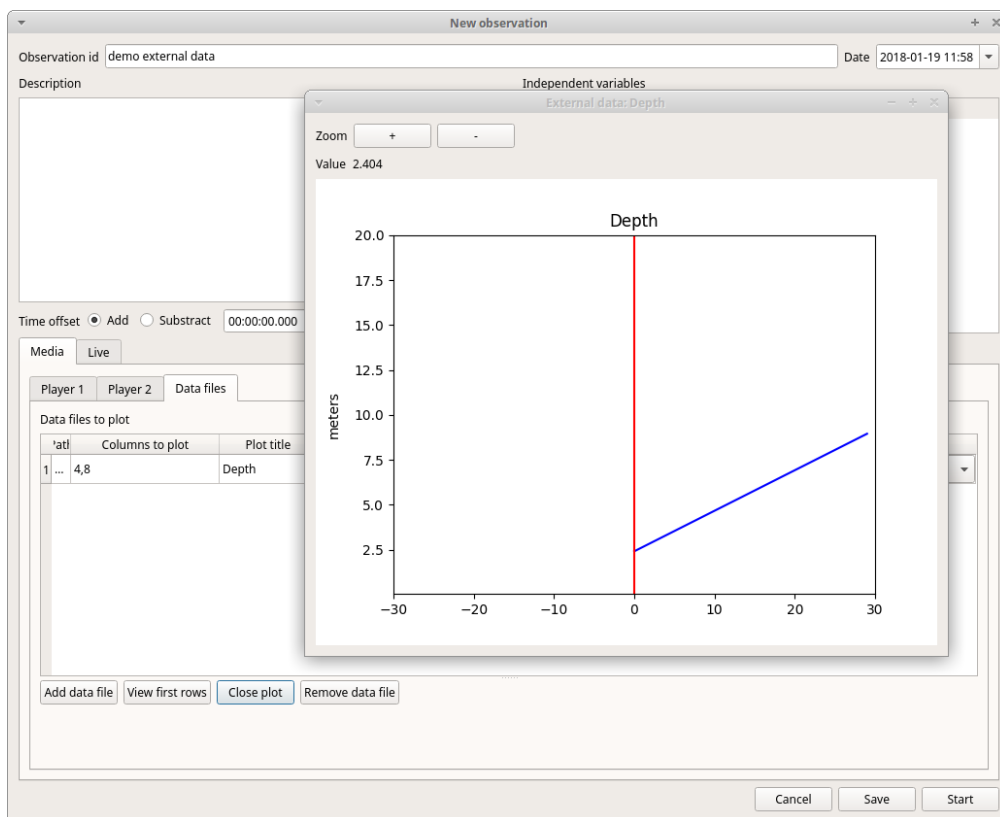 New observation
Observation id demo external data Date 2018-01-19 11:58
Description Independent variables
External data: Depth
Zoom + -
Value 2.404
Depth
20.0
17.5
15.0
12.5
10.0
7.5
5.0
2.5
meters
−30 −20 −10 0 10 20 30
Time offset Add Substract 00:00:00.000
Media Live
Player 1 Player 2 Data files
Data files to plot
Columns to plot Plot title
1 ... 4,8 Depth
Add data file View first rows Close plot Remove data file
Cancel Save Start